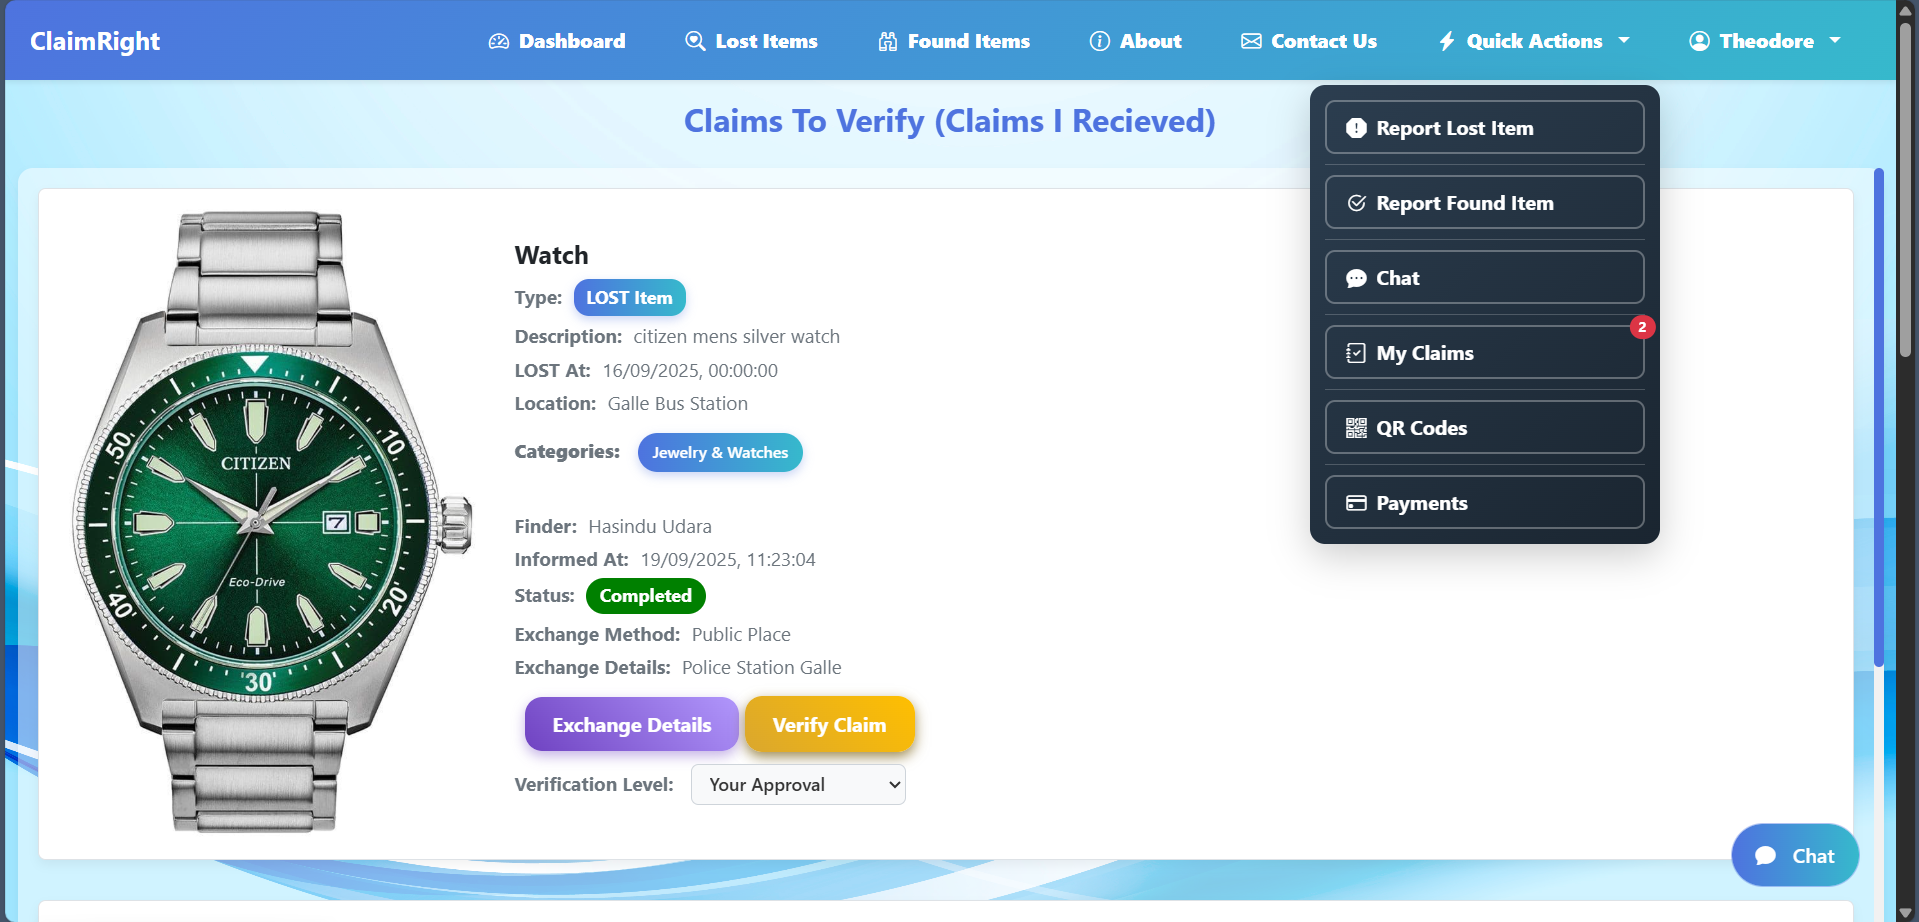 ClaimRight
Dashboard
Lost Items
Found Items
About
Contact Us
Quick Actions
Theodore
Claims To Verify (Claims I Recieved)
Report Lost Item
Report Found Item
Chat
2
My Claims
QR Codes
Payments
50
10
CITIZEN
7
Eco-Drive
40
20
30
Watch
Type: LOST Item
Description: citizen mens silver watch
LOST At: 16/09/2025, 00:00:00
Location: Galle Bus Station
Categories: Jewelry & Watches
Finder: Hasindu Udara
Informed At: 19/09/2025, 11:23:04
Status: Completed
Exchange Method: Public Place
Exchange Details: Police Station Galle
Exchange Details
Verify Claim
Verification Level: Your Approval
Chat